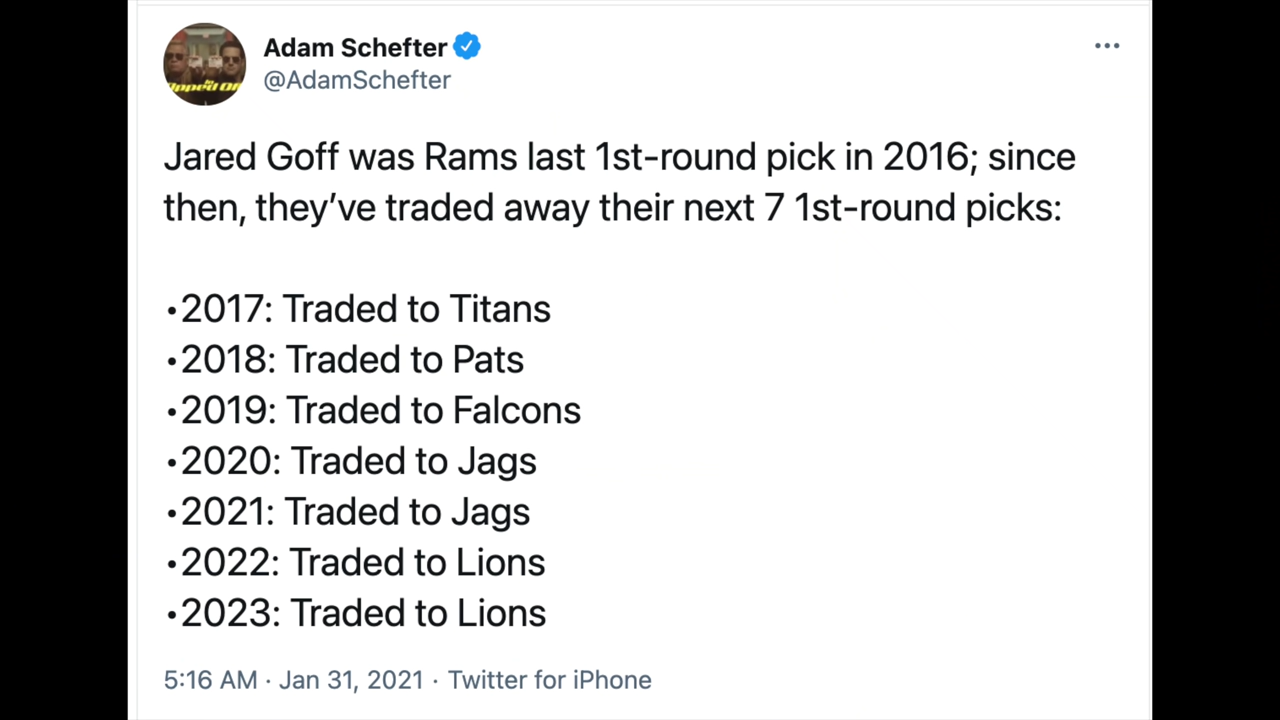 Adam Schefter
@AdamSchefter
Jared Goff was Rams last 1st-round pick in 2016; since
then, they’ve traded away their next 7 1st-round picks:
•2017: Traded to Titans
•2018: Traded to Pats
•2019: Traded to Falcons
•2020: Traded to Jags
•2021: Traded to Jags
•2022: Traded to Lions
•2023: Traded to Lions
5:16 AM · Jan 31, 2021 · Twitter for iPhone